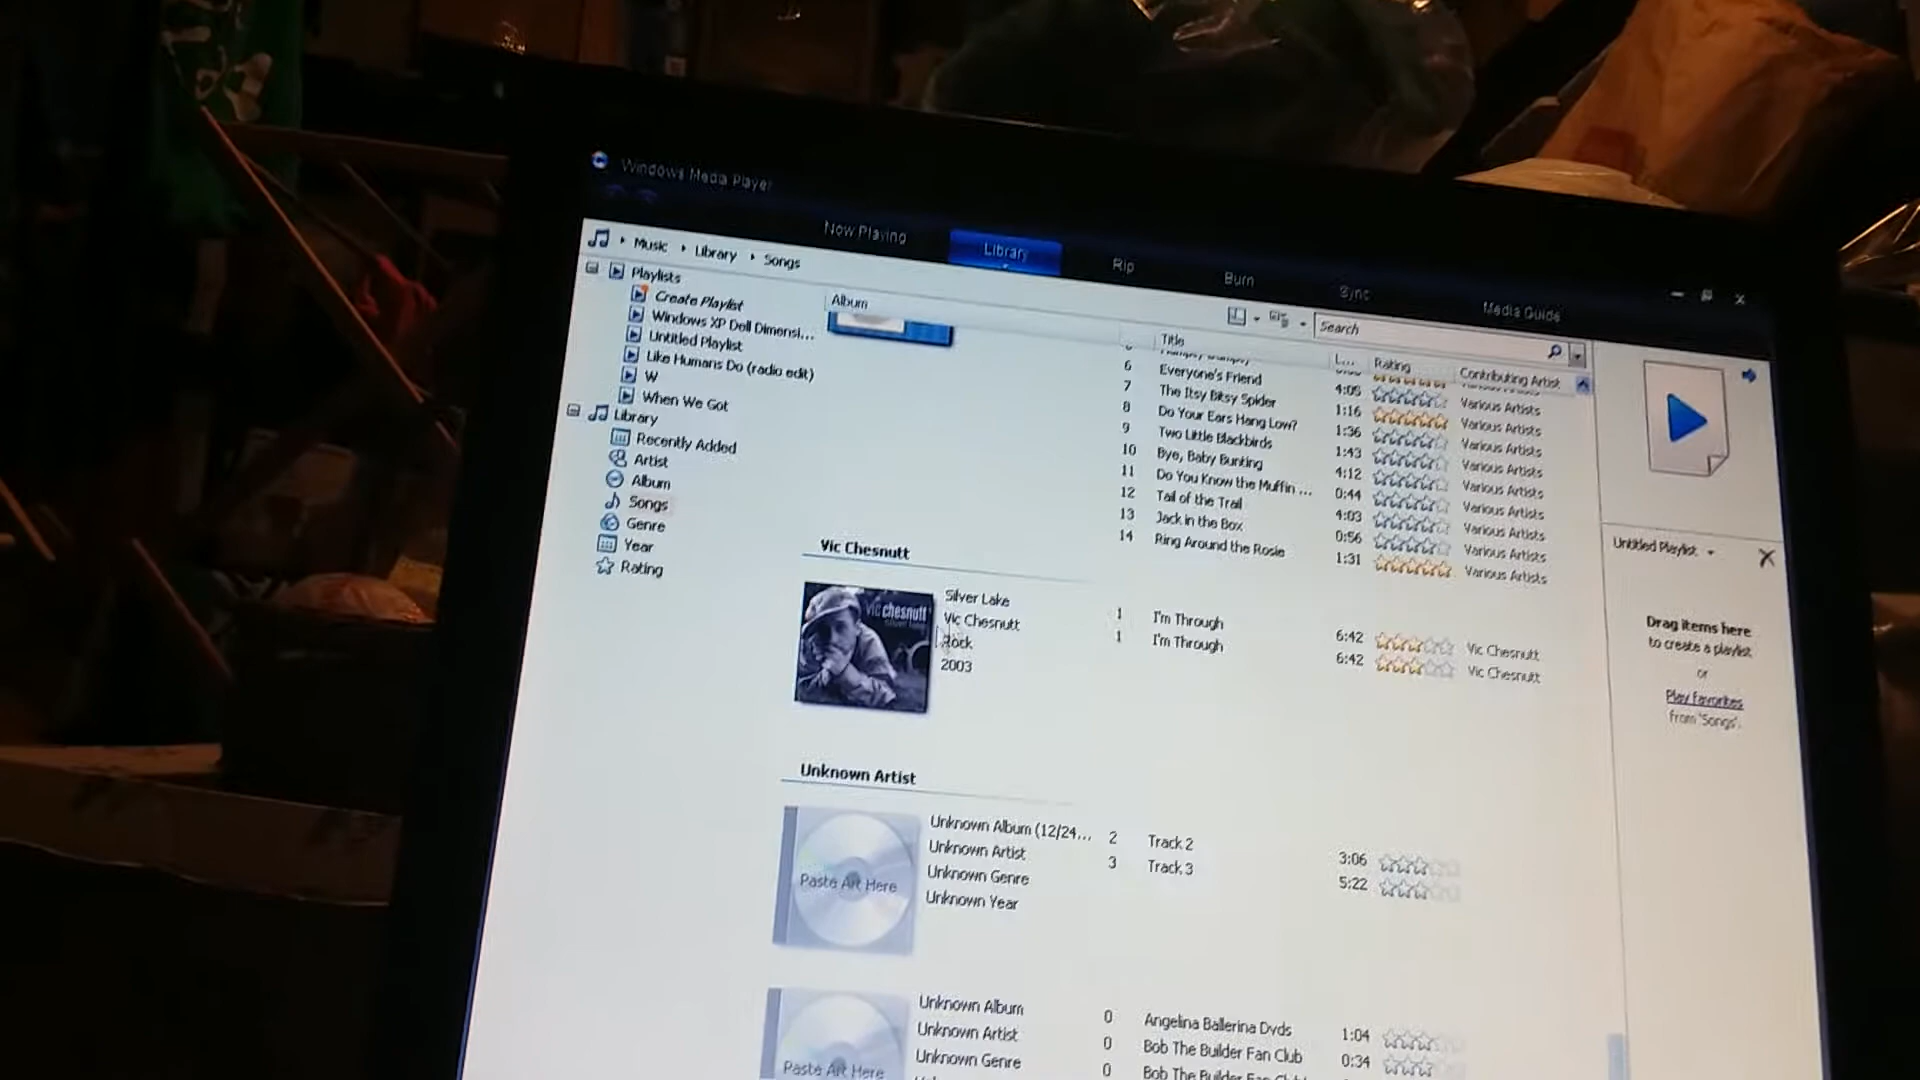 Windows Media Player
Now Playing
Library
Rip
Burn
Sync
Media Guide
Music Library Songs
Search
Playlists
Create Playlist
Windows XP Dell Dimensi...
Untitled Playlist
Like Humans Do (radio edit)
W
When We Got
Library
Recently Added
Artist
Album
Songs
Genre
Year
Rating
Album Title L... Rating Contributing Artist
6 Everyone's Friend 4:05 Various Artists
7 The Itsy Bitsy Spider 1:16 Various Artists
8 Do Your Ears Hang Low? 1:36 Various Artists
9 Two Little Blackbirds 1:43 Various Artists
10 Bye, Baby Bunting 4:12 Various Artists
11 Do You Know the Muffin ... 0:44 Various Artists
12 Tail of the Trail 4:03 Various Artists
13 Jack in the Box 0:56 Various Artists
14 Ring Around the Rosie 1:31 Various Artists
Vic Chesnutt
vic chesnutt
silver lake
Silver Lake
Vic Chesnutt
Rock
2003
1 I'm Through 6:42 Vic Chesnutt
1 I'm Through 6:42 Vic Chesnutt
Unknown Artist
Paste Art Here
Unknown Album (12/24...
Unknown Artist
Unknown Genre
Unknown Year
2 Track 2 3:06
3 Track 3 5:22
Paste Art Here
Unknown Album
Unknown Artist
Unknown Genre
0 Angelina Ballerina Dvds 1:04
0 Bob The Builder Fan Club 0:34
0 Bob The Builder Fan
Untitled Playlist
Drag items here
to create a playlist
or
Play Favorites
from 'Songs'.